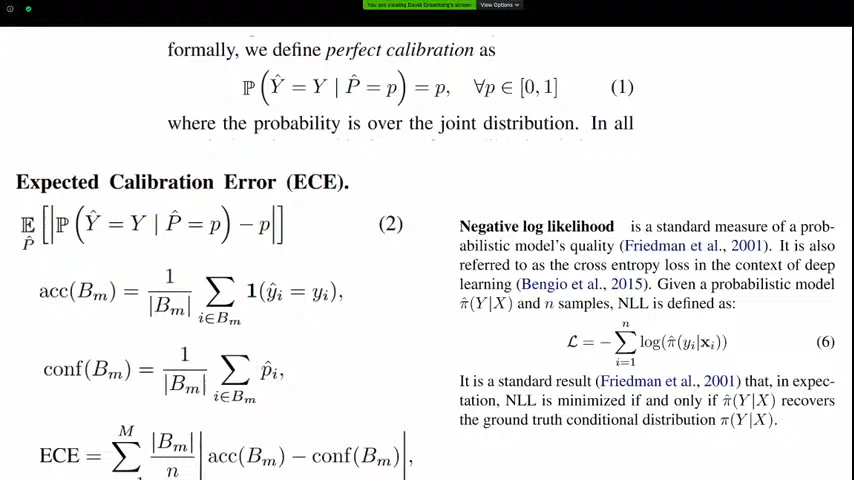 You are viewing David Greenberg's screen View Options
formally, we define perfect calibration as
ℙ(Ŷ = Y | P̂ = p) = p, ∀p ∈ [0, 1] (1)
where the probability is over the joint distribution. In all
Expected Calibration Error (ECE).
𝔼_P̂ [|ℙ(Ŷ = Y | P̂ = p) − p|] (2)
acc(B_m) = 1/|B_m| ∑_{i∈B_m} 1(ŷ_i = y_i),
conf(B_m) = 1/|B_m| ∑_{i∈B_m} p̂_i,
ECE = ∑^M |B_m|/n |acc(B_m) − conf(B_m)|,
Negative log likelihood is a standard measure of a prob-
abilistic model's quality (Friedman et al., 2001). It is also
referred to as the cross entropy loss in the context of deep
learning (Bengio et al., 2015). Given a probabilistic model
π̂(Y|X) and n samples, NLL is defined as:
ℒ = −∑_{i=1}^{n} log(π̂(y_i|x_i)) (6)
It is a standard result (Friedman et al., 2001) that, in expec-
tation, NLL is minimized if and only if π̂(Y|X) recovers
the ground truth conditional distribution π(Y|X).